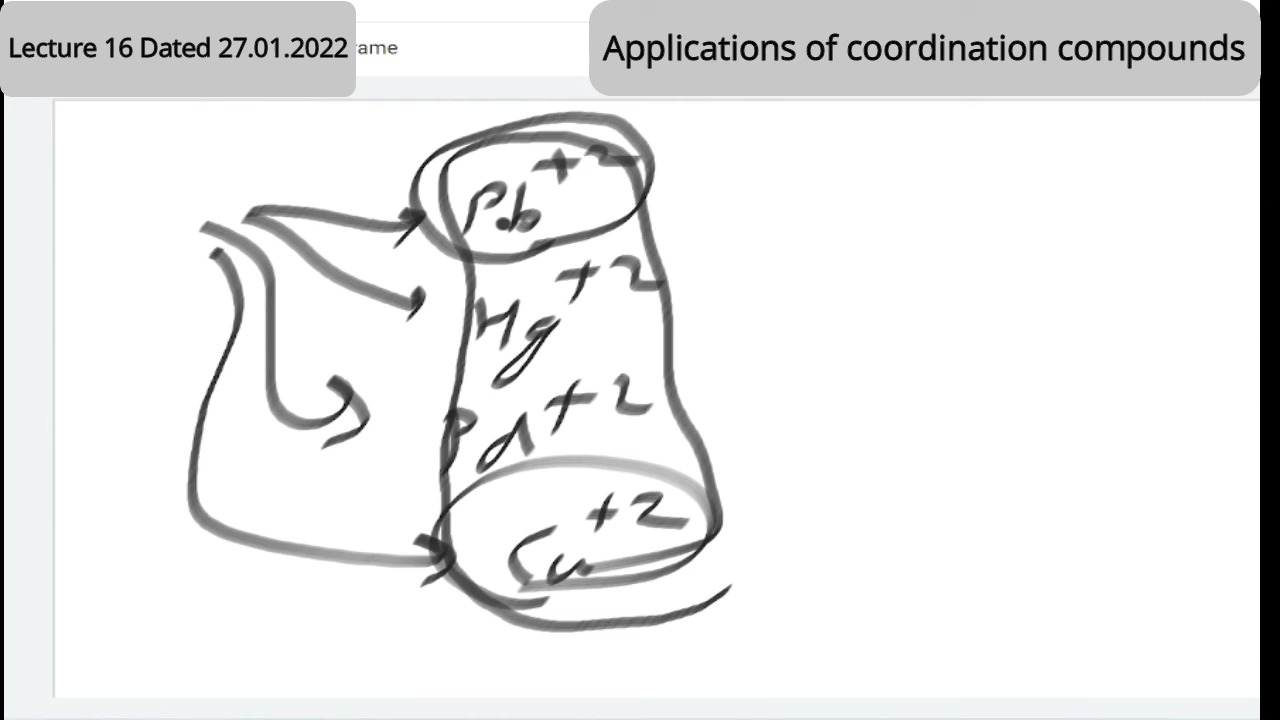 Lecture 16 Dated 27.01.2022
ame
Applications of coordination compounds
Pb+2
Hg+2
Pd+2
Cu+2